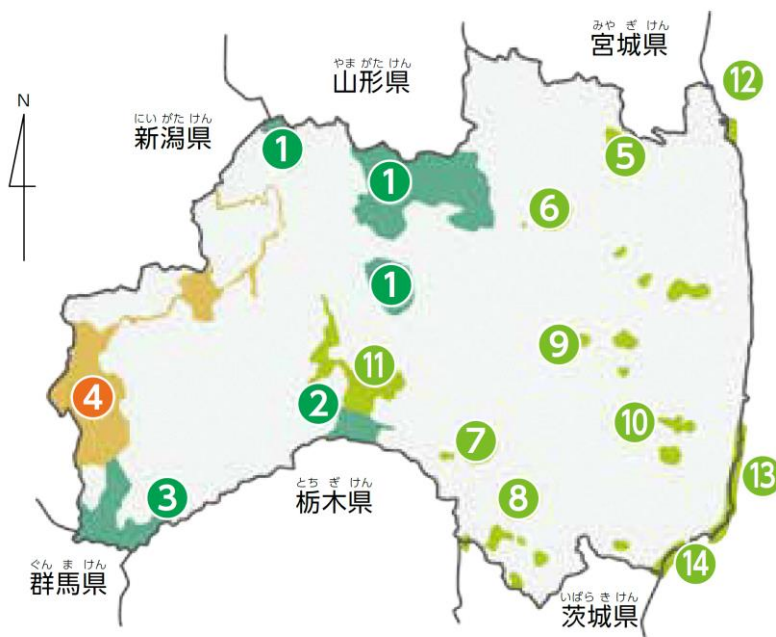 みやぎけん
宮城県
やまがたけん
山形県
にいがたけん
新潟県
N
⑫
①
⑤
①
⑥
①
⑨
⑪
④
②
⑩
⑦
⑬
③
⑧
とちぎけん
栃木県
⑭
ぐんまけん
群馬県
いばらきけん
茨城県